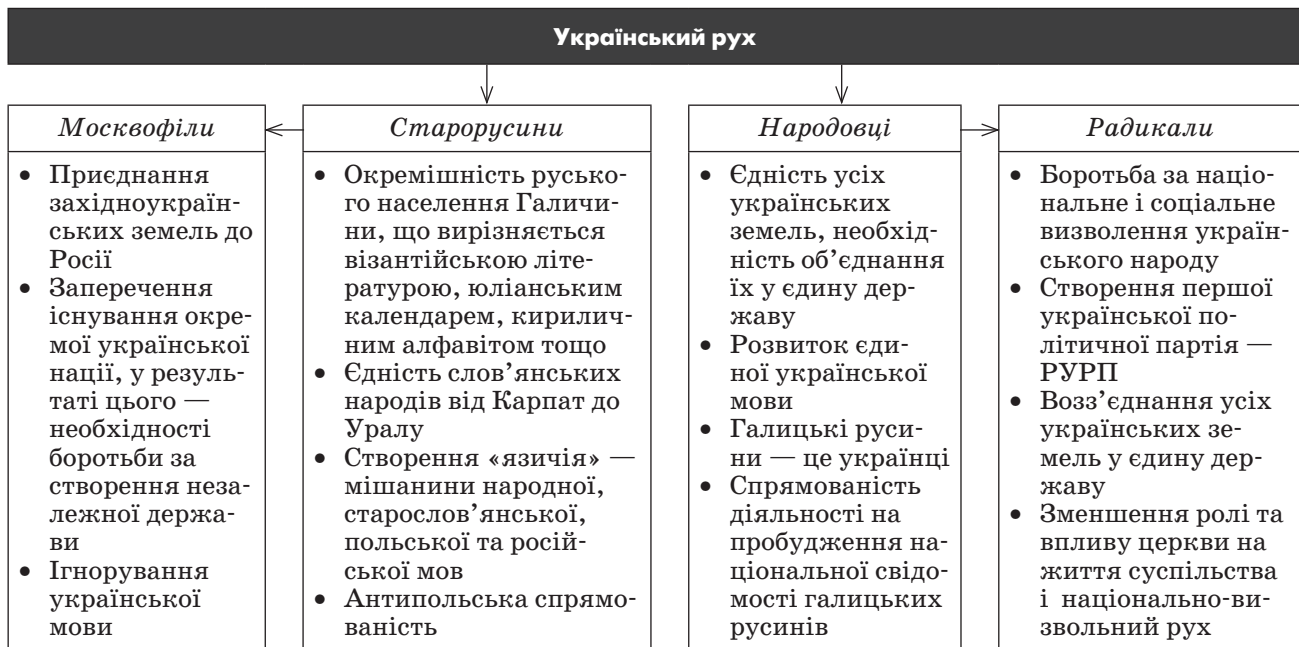 Український рух
Москвофіли
• Приєднання
західноукраїн-
ських земель до
Росії
• Заперечення
існування окре-
мої української
нації, у резуль-
таті цього —
необхідності
боротьби за
створення неза-
лежної держа-
ви
• Ігнорування
української
мови
Старорусини
• Окремішність русько-
го населення Галичи-
ни, що вирізняється
візантійською літе-
ратурою, юліанським
календарем, кирилич-
ним алфавітом тощо
• Єдність слов’янських
народів від Карпат до
Уралу
• Створення «язичія» —
мішанини народної,
старослов’янської,
польської та росій-
ської мов
• Антипольська спрямо-
ваність
Народовці
• Єдність усіх
українських
земель, необхід-
ність об’єднання
їх у єдину дер-
жаву
• Розвиток єди-
ної української
мови
• Галицькі руси-
ни — це українці
• Спрямованість
діяльності на
пробудження на-
ціональної свідо-
мості галицьких
русинів
Радикали
• Боротьба за націо-
нальне і соціальне
визволення україн-
ського народу
• Створення першої
української по-
літичної партія —
РУРП
• Возз’єднання усіх
українських зе-
мель у єдину дер-
жаву
• Зменшення ролі та
впливу церкви на
життя суспільства
і національно-ви-
звольний рух